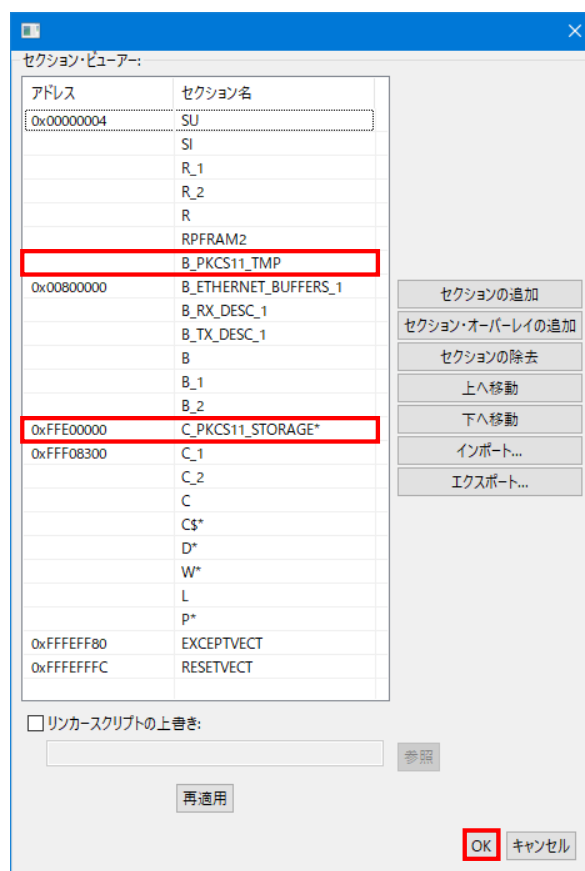 セクション・ビューアー:
アドレス セクション名
0x00000004 SU
SI
R_1
R_2
R
RPFRAM2
B_PKCS11_TMP
0x00800000 B_ETHERNET_BUFFERS_1
B_RX_DESC_1
B_TX_DESC_1
B
B_1
B_2
0xFFE00000 C_PKCS11_STORAGE*
0xFFF08300 C_1
C_2
C
C$*
D*
W*
L
P*
0xFFFEFF80 EXCEPTVECT
0xFFFEFFFC RESETVECT
セクションの追加
セクション・オーバーレイの追加
セクションの除去
上へ移動
下へ移動
インポート...
エクスポート...
リンカースクリプトの上書き:
参照
再適用
OK キャンセル